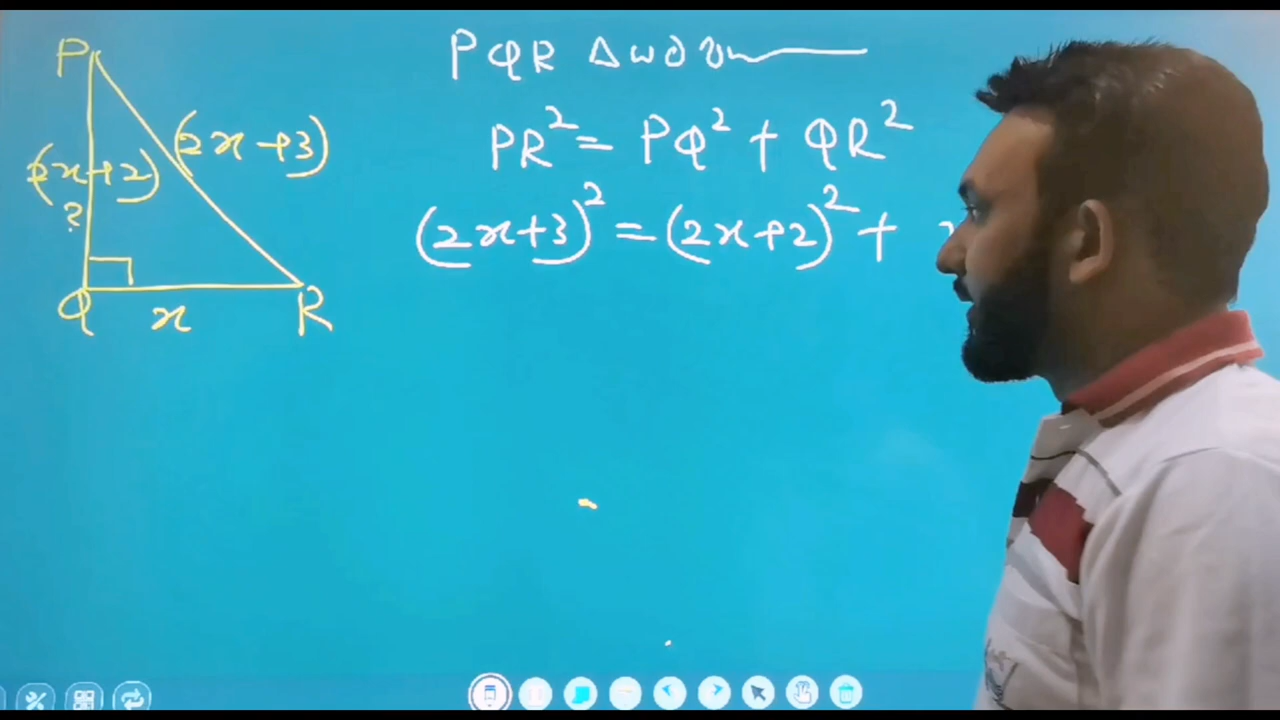 P
(2x+3)
(2x+2)
?
Q
x
R
PQR Δ
PR² = PQ² + QR²
(2x+3)² = (2x+2)² +